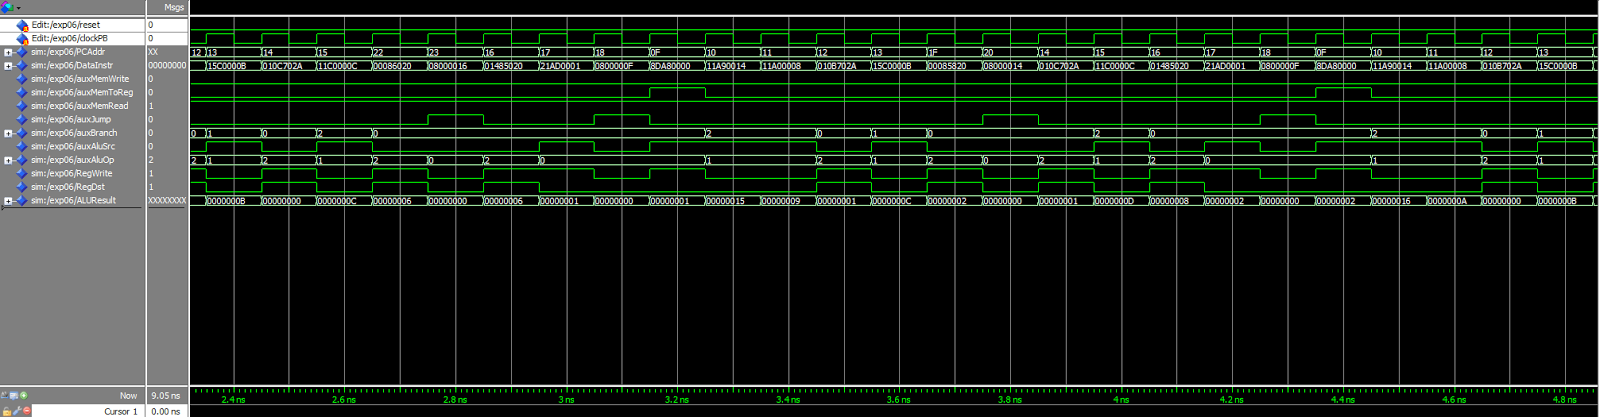 Msgs
Edit:/exp06/reset 0
Edit:/exp06/clockPB 0
sim:/exp06/PCAddr XX 12 13 14 15 22 23 16 17 18 0F 10 11 12 13 1F 20 14 15 16 17 18 0F 10 11 12 13
sim:/exp06/DataInstr 00000000 15C0000B 010C702A 11C0000C 00086020 08000016 01485020 21AD0001 0800000F 8DA80000 11A90014 11A00008 010B702A 15C0000B 00085820 08000014 010C702A 11C0000C 01485020 21AD0001 0800000F 8DA80000 11A90014 11A00008 010B702A 15C0000B
sim:/exp06/auxMemWrite 0
sim:/exp06/auxMemToReg 0
sim:/exp06/auxMemRead 1
sim:/exp06/auxJump 0
sim:/exp06/auxBranch 0 0 1 0 2 0 2 0 1 0 2 0 2 0 1
sim:/exp06/auxAluSrc 0
sim:/exp06/auxAluOp 2 2 1 2 1 2 0 2 0 1 2 1 2 0 2 1 2 0 1 2 1
sim:/exp06/RegWrite 1
sim:/exp06/RegDst 1
sim:/exp06/ALUResult XXXXXXXX 0000000B 00000000 0000000C 00000006 00000000 00000006 00000001 00000000 00000001 00000015 00000009 00000001 0000000C 00000002 00000000 00000001 0000000D 00000008 00000002 00000000 00000002 00000016 0000000A 00000000 0000000B
Now 9.05 ns
Cursor 1 0.00 ns
2.4 ns 2.6 ns 2.8 ns 3 ns 3.2 ns 3.4 ns 3.6 ns 3.8 ns 4 ns 4.2 ns 4.4 ns 4.6 ns 4.8 ns